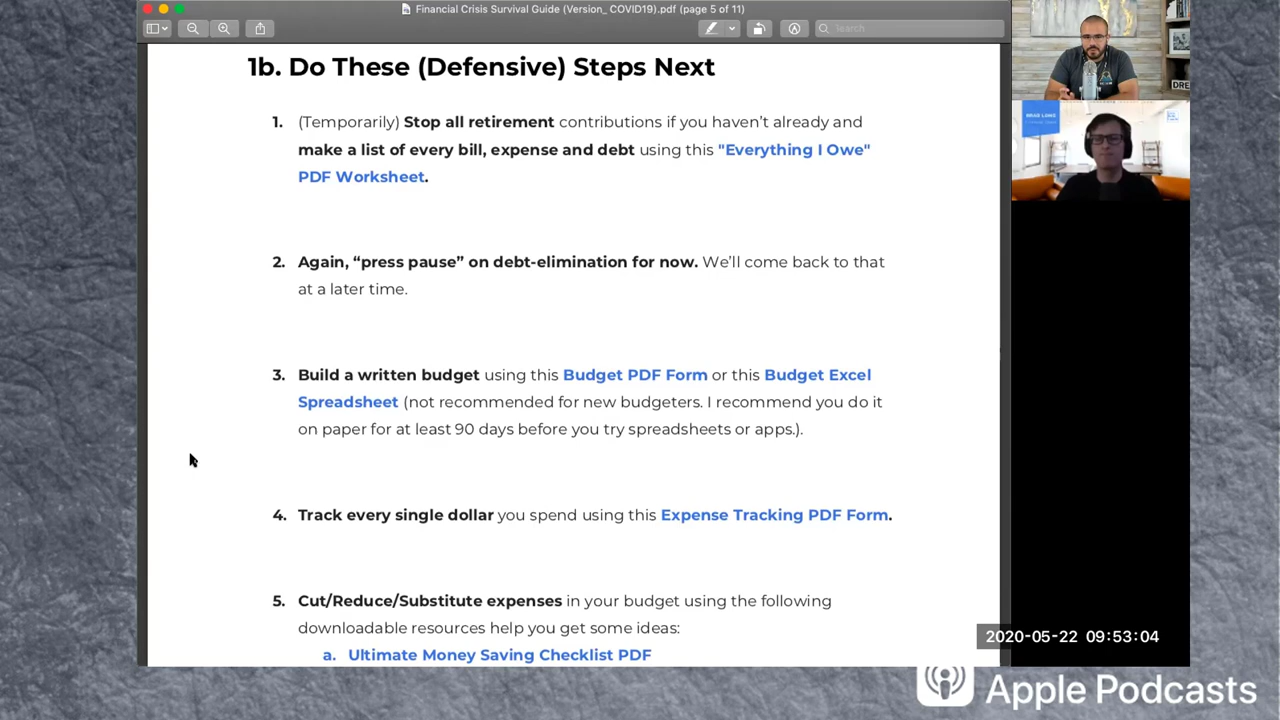 Financial Crisis Survival Guide (Version_ COVID19).pdf (page 5 of 11)
Search
1b. Do These (Defensive) Steps Next
1. (Temporarily) Stop all retirement contributions if you haven’t already and
make a list of every bill, expense and debt using this "Everything I Owe"
PDF Worksheet.
2. Again, “press pause” on debt-elimination for now. We’ll come back to that
at a later time.
3. Build a written budget using this Budget PDF Form or this Budget Excel
Spreadsheet (not recommended for new budgeters. I recommend you do it
on paper for at least 90 days before you try spreadsheets or apps.).
4. Track every single dollar you spend using this Expense Tracking PDF Form.
5. Cut/Reduce/Substitute expenses in your budget using the following
downloadable resources help you get some ideas:
a. Ultimate Money Saving Checklist PDF
DRE
2020-05-22 09:53:04
Apple Podcasts